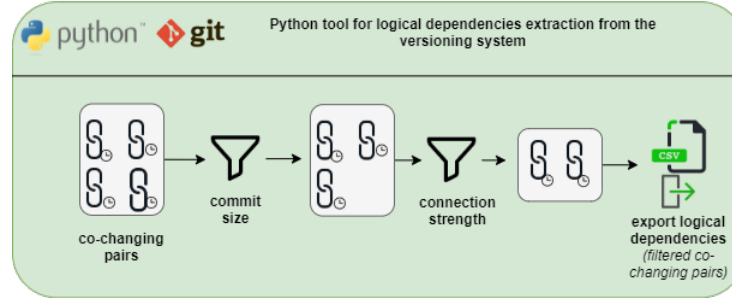 python™ git Python tool for logical dependencies extraction from the
versioning system
commit
size
connection
strength
co-changing
pairs
CSV
export logical
dependencies
(filtered co-
changing pairs)